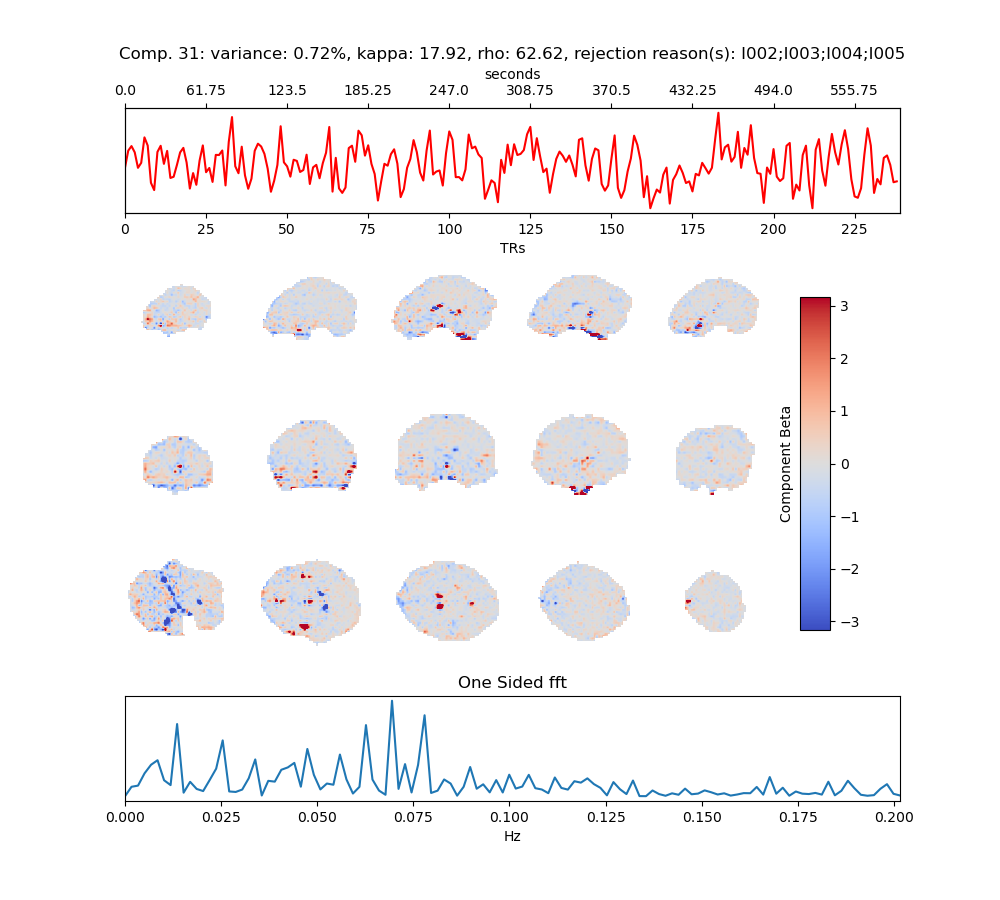 Comp. 31: variance: 0.72%, kappa: 17.92, rho: 62.62, rejection reason(s): I002;I003;I004;I005
seconds
0.0 61.75 123.5 185.25 247.0 308.75 370.5 432.25 494.0 555.75
0 25 50 75 100 125 150 175 200 225
TRs
3
2
1
0
−1
−2
−3
Component Beta
One Sided fft
0.000 0.025 0.050 0.075 0.100 0.125 0.150 0.175 0.200
Hz